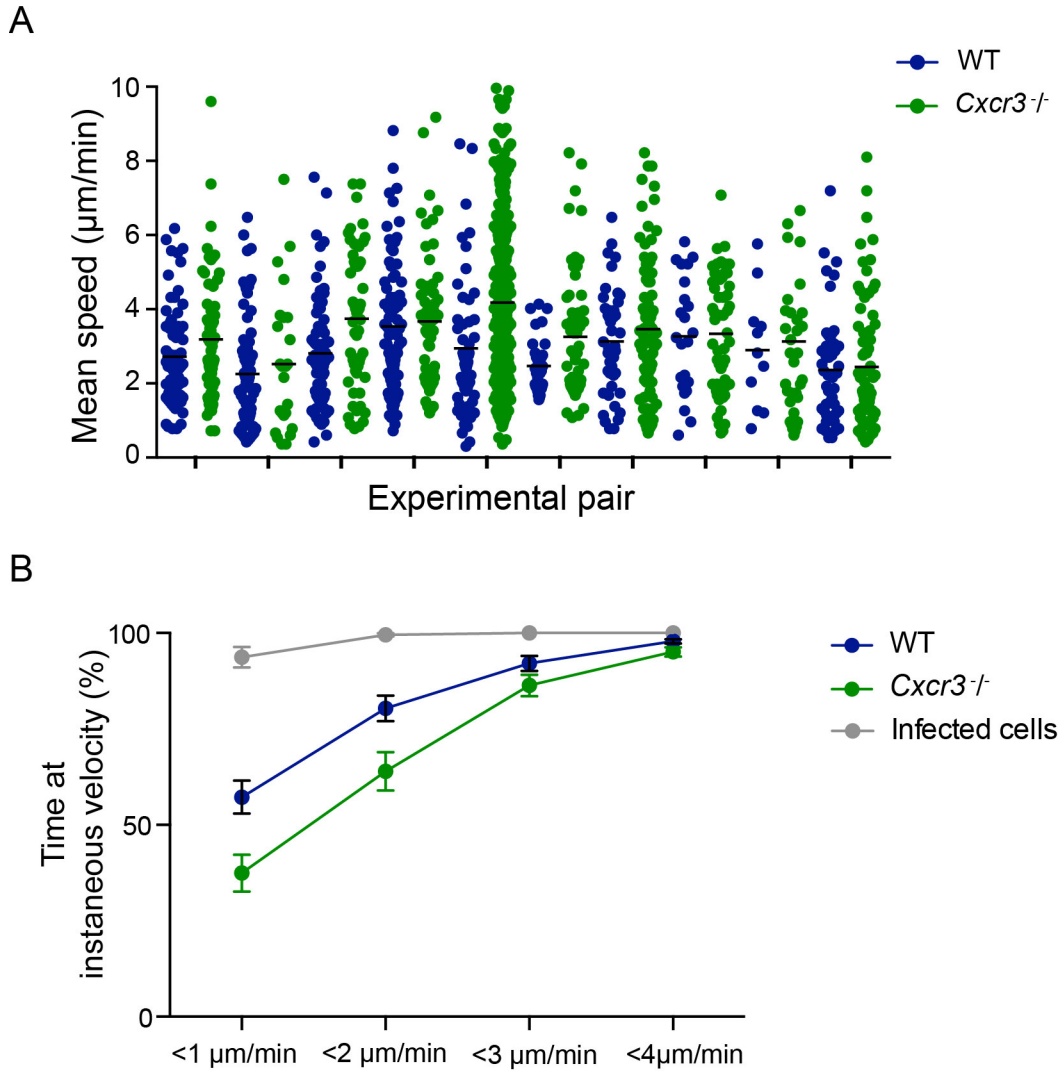 A
WT
Cxcr3 -/-
Mean speed (µm/min)
10
8
6
4
2
0
Experimental pair
B
WT
Cxcr3 -/-
Infected cells
Time at
instaneous velocity (%)
100
50
0
<1 µm/min
<2 µm/min
<3 µm/min
<4µm/min